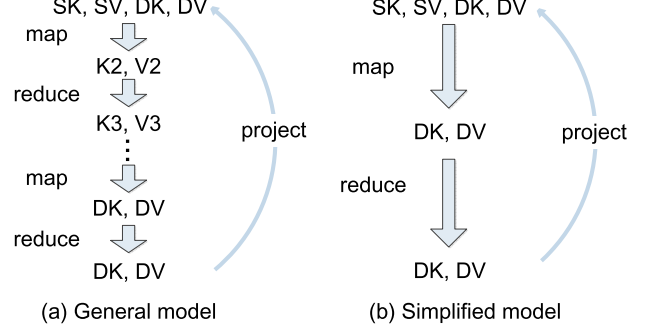 SK, SV, DK, DV
map
K2, V2
reduce
K3, V3
map
DK, DV
reduce
DK, DV
project
(a) General model
SK, SV, DK, DV
map
DK, DV
reduce
DK, DV
project
(b) Simplified model